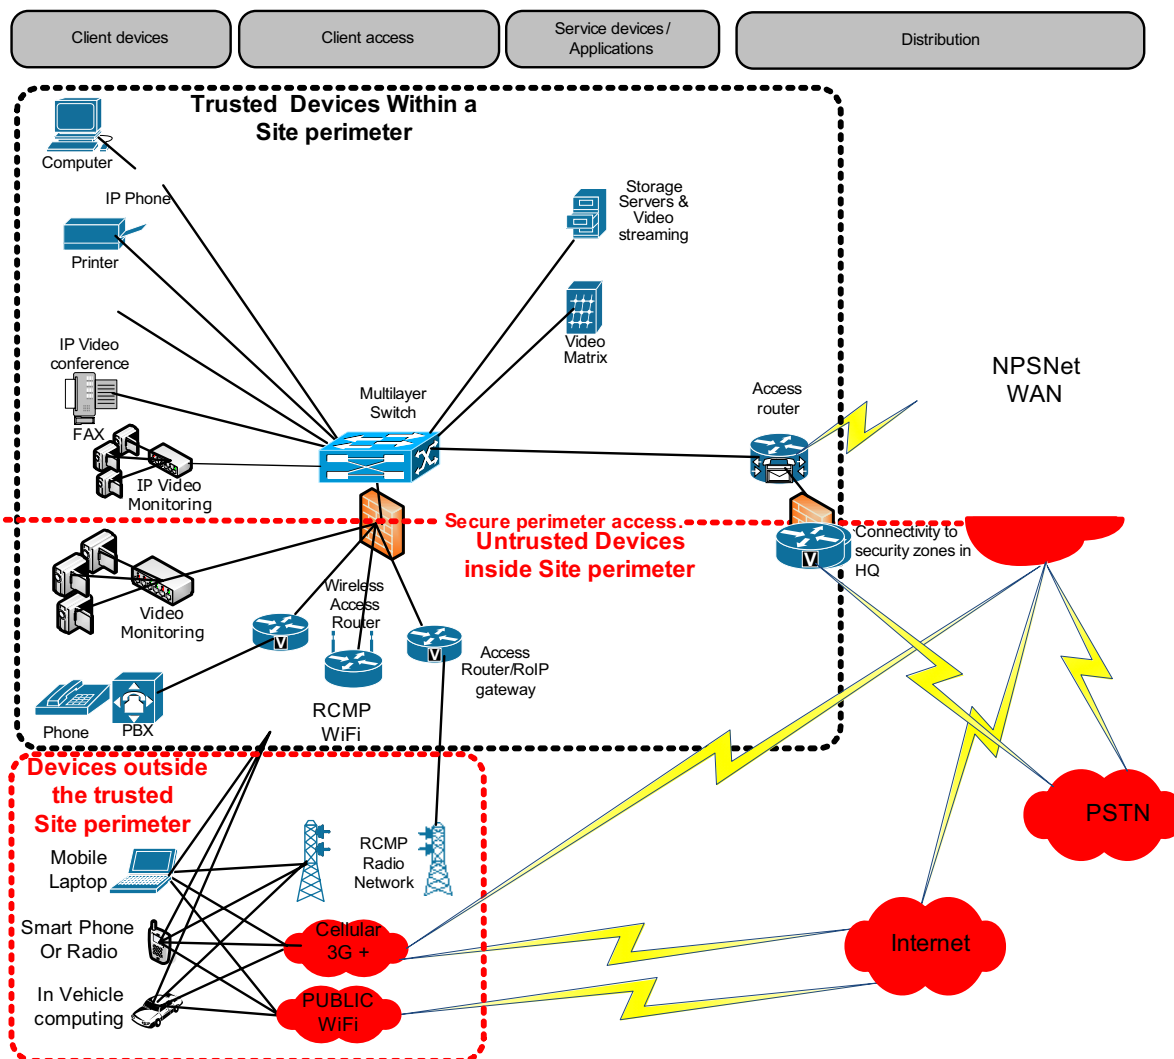 Client devices
Client access
Service devices /
Applications
Distribution
Trusted Devices Within a
Site perimeter
Computer
IP Phone
Printer
IP Video
conference
FAX
IP Video
Monitoring
Multilayer
Switch
Storage
Servers &
Video
streaming
Video
Matrix
Access
router
NPSNet
WAN
Secure perimeter access.
Untrusted Devices
inside Site perimeter
Connectivity to
security zones in
HQ
V
Video
Monitoring
Wireless
Access
Router
V
V
Access
Router/RoIP
gateway
Phone
PBX
RCMP
WiFi
Devices outside
the trusted
Site perimeter
Mobile
Laptop
RCMP
Radio
Network
Smart Phone
Or Radio
Cellular
3G +
In Vehicle
computing
PUBLIC
WiFi
PSTN
Internet